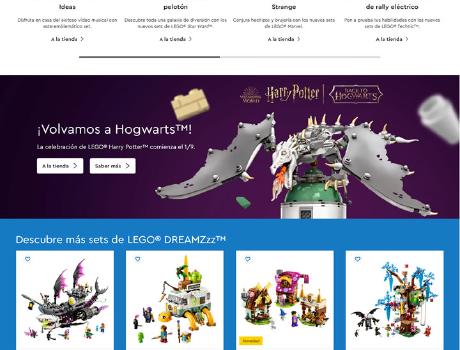 Ideas
pelotón
Strange
de rally eléctrico
Disfruta en casa del exitoso vídeo musical con
este emblemático set.
Descubre toda una galaxia de diversión con los
nuevos sets de LEGO® Star Wars™.
Conjura hechizos y brujería con los nuevos sets
de LEGO® Marvel.
Pon a prueba tus habilidades con los nuevos
sets de LEGO® Technic™.
A la tienda
A la tienda
A la tienda
A la tienda
WIZARDING WORLD
Harry Potter
BACK TO
HOGWARTS
¡Volvamos a Hogwarts™!
La celebración de LEGO® Harry Potter™ comienza el 1/9.
A la tienda
Saber más
Descubre más sets de LEGO® DREAMZzz™
Novedad